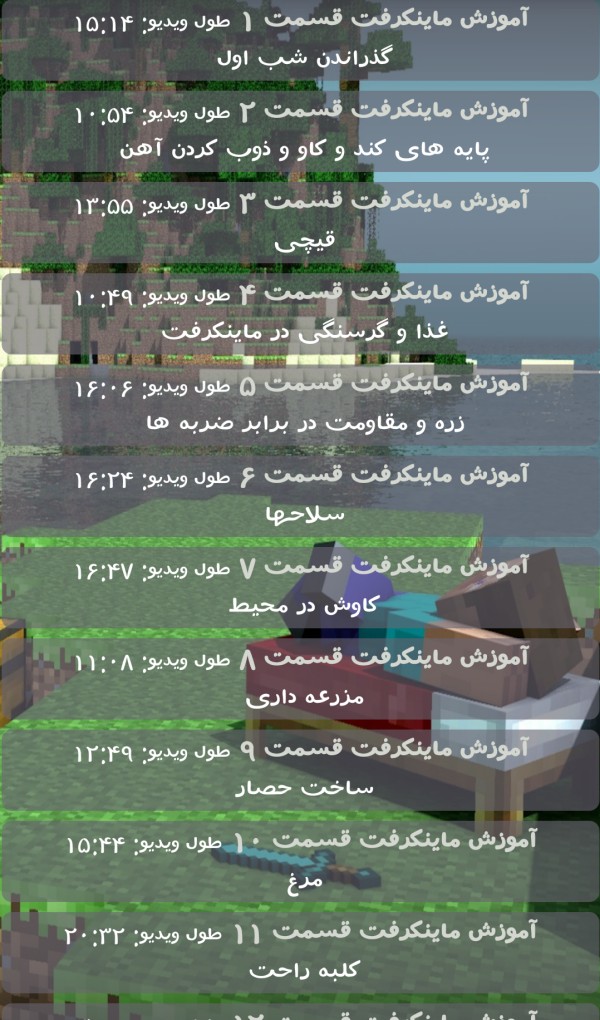 آموزش ماینکرفت قسمت ۱ طول ویدیو: ۱۵:۱۴
گذراندن شب اول
آموزش ماینکرفت قسمت ۲ طول ویدیو: ۱۰:۵۴
پایه های کند و کاو و ذوب کردن آهن
آموزش ماینکرفت قسمت ۳ طول ویدیو: ۱۳:۵۵
قیچی
آموزش ماینکرفت قسمت ۴ طول ویدیو: ۱۰:۴۹
غذا و گرسنگی در ماینکرفت
آموزش ماینکرفت قسمت ۵ طول ویدیو: ۱۶:۰۶
زره و مقاومت در برابر ضربه ها
آموزش ماینکرفت قسمت ۶ طول ویدیو: ۱۶:۲۴
سلاحها
آموزش ماینکرفت قسمت ۷ طول ویدیو: ۱۶:۴۷
کاوش در محیط
آموزش ماینکرفت قسمت ۸ طول ویدیو: ۱۱:۰۸
مزرعه داری
آموزش ماینکرفت قسمت ۹ طول ویدیو: ۱۲:۴۹
ساخت حصار
آموزش ماینکرفت قسمت ۱۰ طول ویدیو: ۱۵:۴۴
مرغ
آموزش ماینکرفت قسمت ۱۱ طول ویدیو: ۲۰:۳۲
کلبه راحت